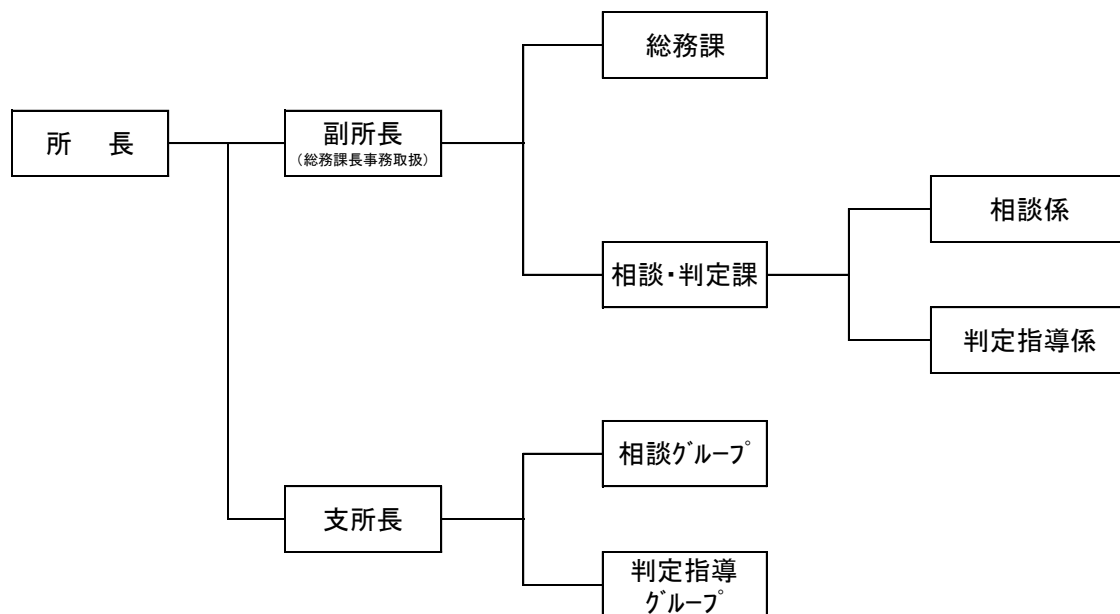 総務課
所　長
副所長
（総務課長事務取扱）
相談係
相談・判定課
判定指導係
相談ｸﾞﾙｰﾌﾟ
支所長
判定指導
ｸﾞﾙｰﾌﾟ